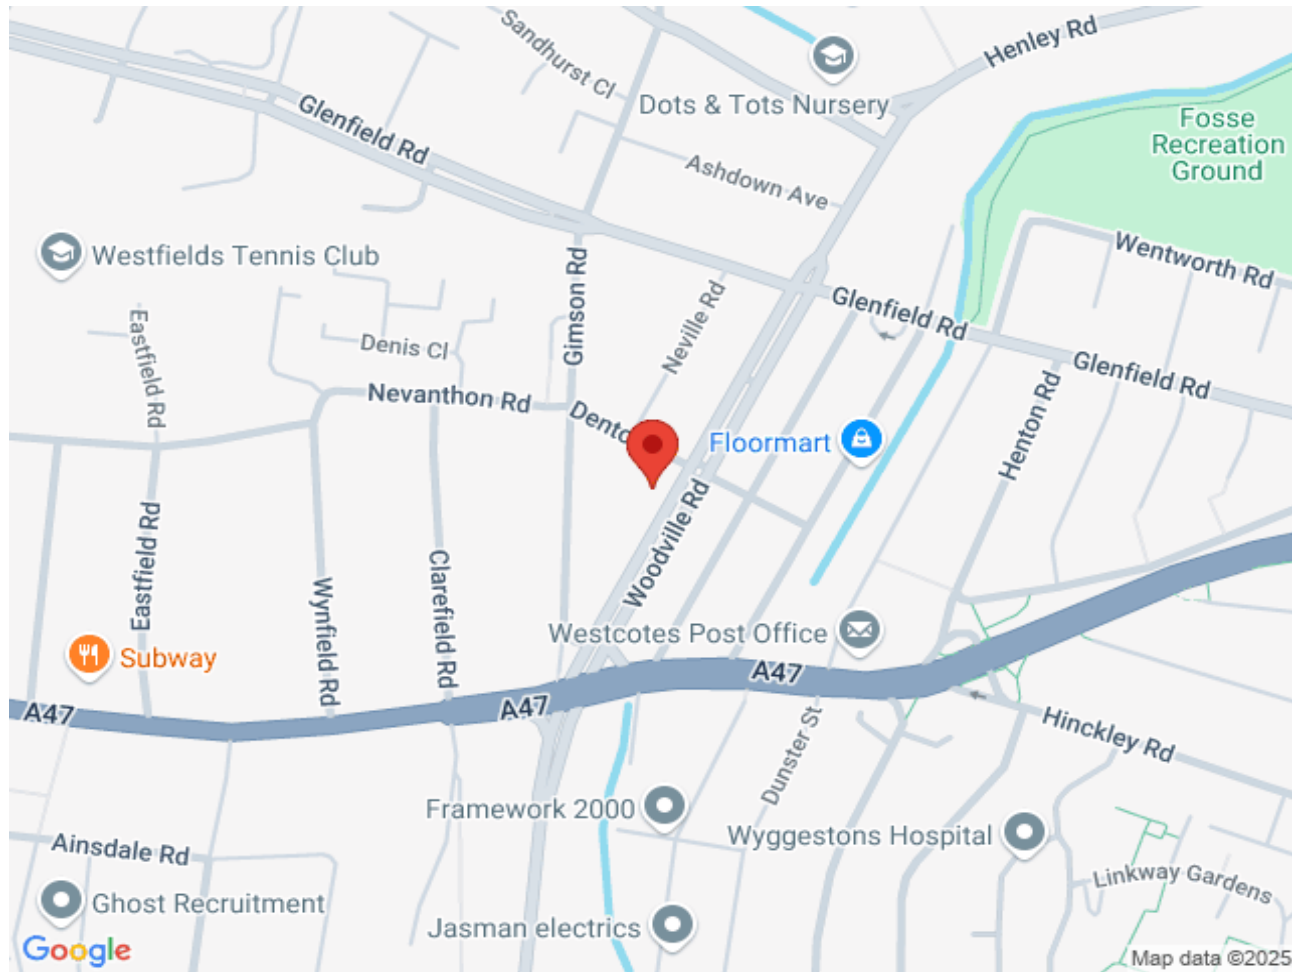 Sandhurst Cl
Henley Rd
Dots & Tots Nursery
Glenfield Rd
Fosse
Recreation
Ground
Ashdown Ave
Westfields Tennis Club
Wentworth Rd
Gimson Rd
Neville Rd
Glenfield Rd
Eastfield Rd
Denis Cl
Glenfield Rd
Nevanthon Rd
Dento
Floormart
Henton Rd
Eastfield Rd
Wynfield Rd
Clarefield Rd
Woodville Rd
Westcotes Post Office
Subway
A47
A47
A47
Hinckley Rd
Dunster St
Framework 2000
Wyggestons Hospital
Ainsdale Rd
Linkway Gardens
Ghost Recruitment
Jasman electrics
Google
Map data ©2025